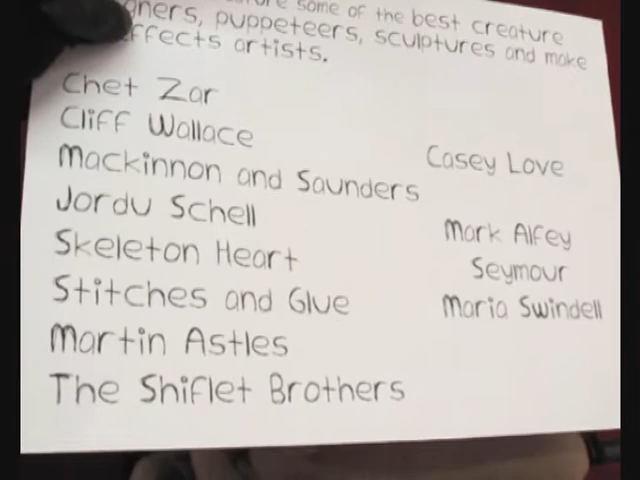 some of the best creature
puppeteers, sculptures and make
effects artists.
Chet Zar
Cliff Wallace
Mackinnon and Saunders
Jordu Schell
Skeleton Heart
Stitches and Glue
Martin Astles
The Shiflet Brothers
Casey Love
Mark Alfey
Seymour
Maria Swindell